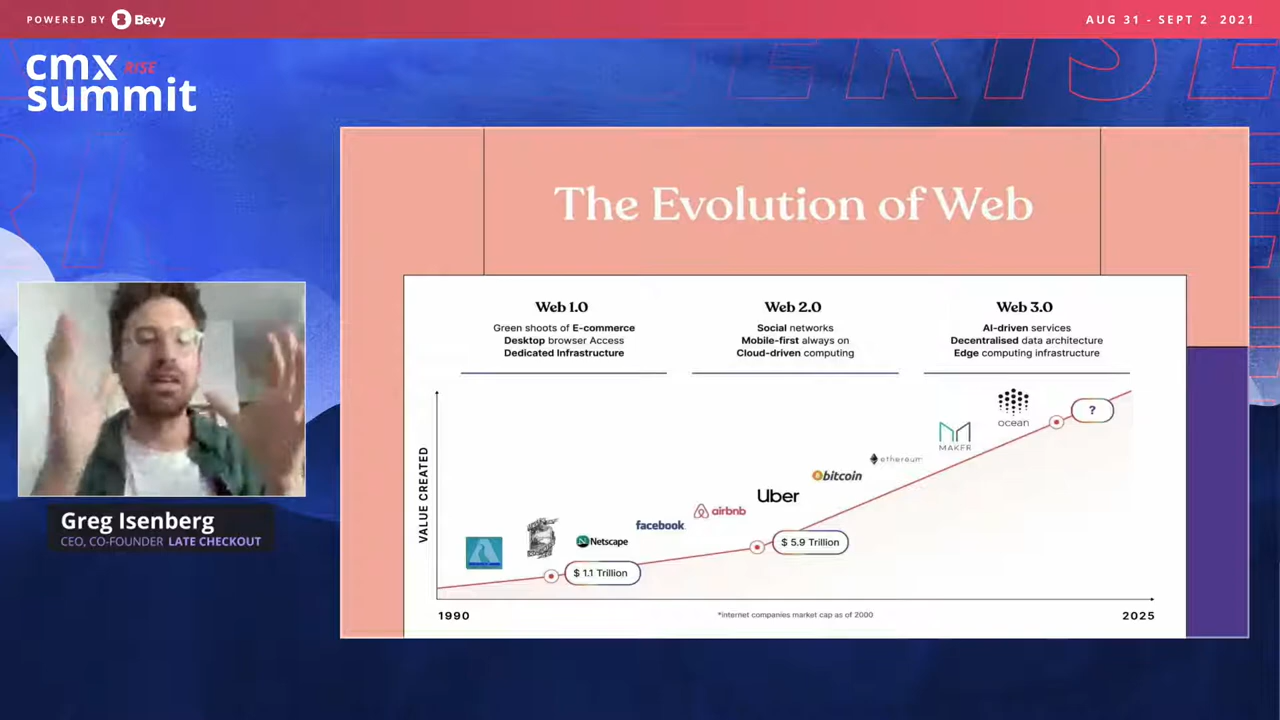 POWERED BY Bevy
AUG 31 - SEPT 2 2021
cmx RISE
summit
The Evolution of Web
Web 1.0
Green shoots of E-commerce
Desktop browser Access
Dedicated Infrastructure
Web 2.0
Social networks
Mobile-first always on
Cloud-driven computing
Web 3.0
AI-driven services
Decentralised data architecture
Edge computing infrastructure
VALUE CREATED
Netscape
facebook
airbnb
Uber
bitcoin
ethereum
MAKER
ocean
$ 1.1 Trillion
$ 5.9 Trillion
?
1990
*internet companies market cap as of 2000
2025
Greg Isenberg
CEO, CO-FOUNDER LATE CHECKOUT